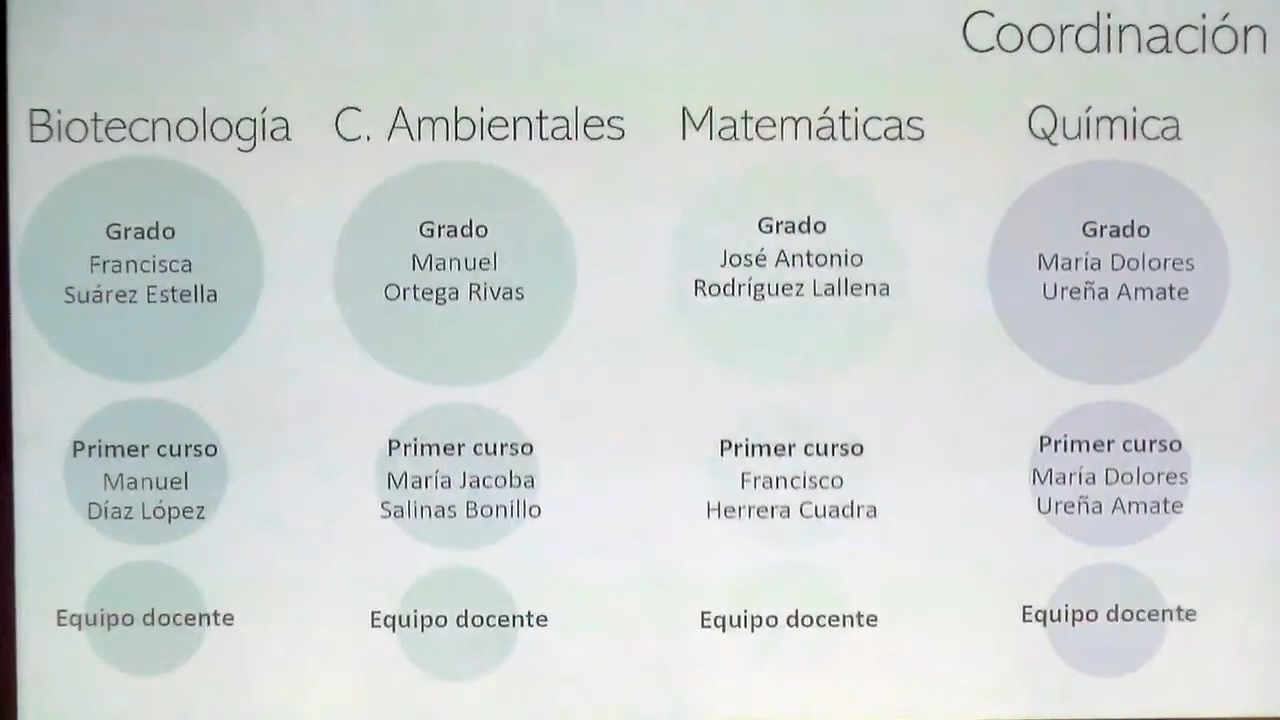 Coordinación
Biotecnología
Grado
Francisca
Suárez Estella
Primer curso
Manuel
Díaz López
Equipo docente
C. Ambientales
Grado
Manuel
Ortega Rivas
Primer curso
María Jacoba
Salinas Bonillo
Equipo docente
Matemáticas
Grado
José Antonio
Rodríguez Lallena
Primer curso
Francisco
Herrera Cuadra
Equipo docente
Química
Grado
María Dolores
Ureña Amate
Primer curso
María Dolores
Ureña Amate
Equipo docente